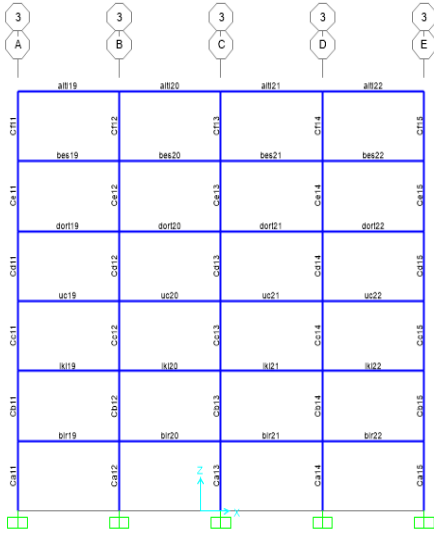 3 3 3 3 3
A B C D E
alti19 alti20 alti21 alti22
Cf11 Cf12 Cf13 Cf14 Cf15
bes19 bes20 bes21 bes22
Ce11 Ce12 Ce13 Ce14 Ce15
dort19 dort20 dort21 dort22
Cd11 Cd12 Cd13 Cd14 Cd15
uc19 uc20 uc21 uc22
Cc11 Cc12 Cc13 Cc14 Cc15
iki19 iki20 iki21 iki22
Cb11 Cb12 Cb13 Cb14 Cb15
bir19 bir20 bir21 bir22
Z
Ca11 Ca12 Ca13 Ca14 Ca15
X